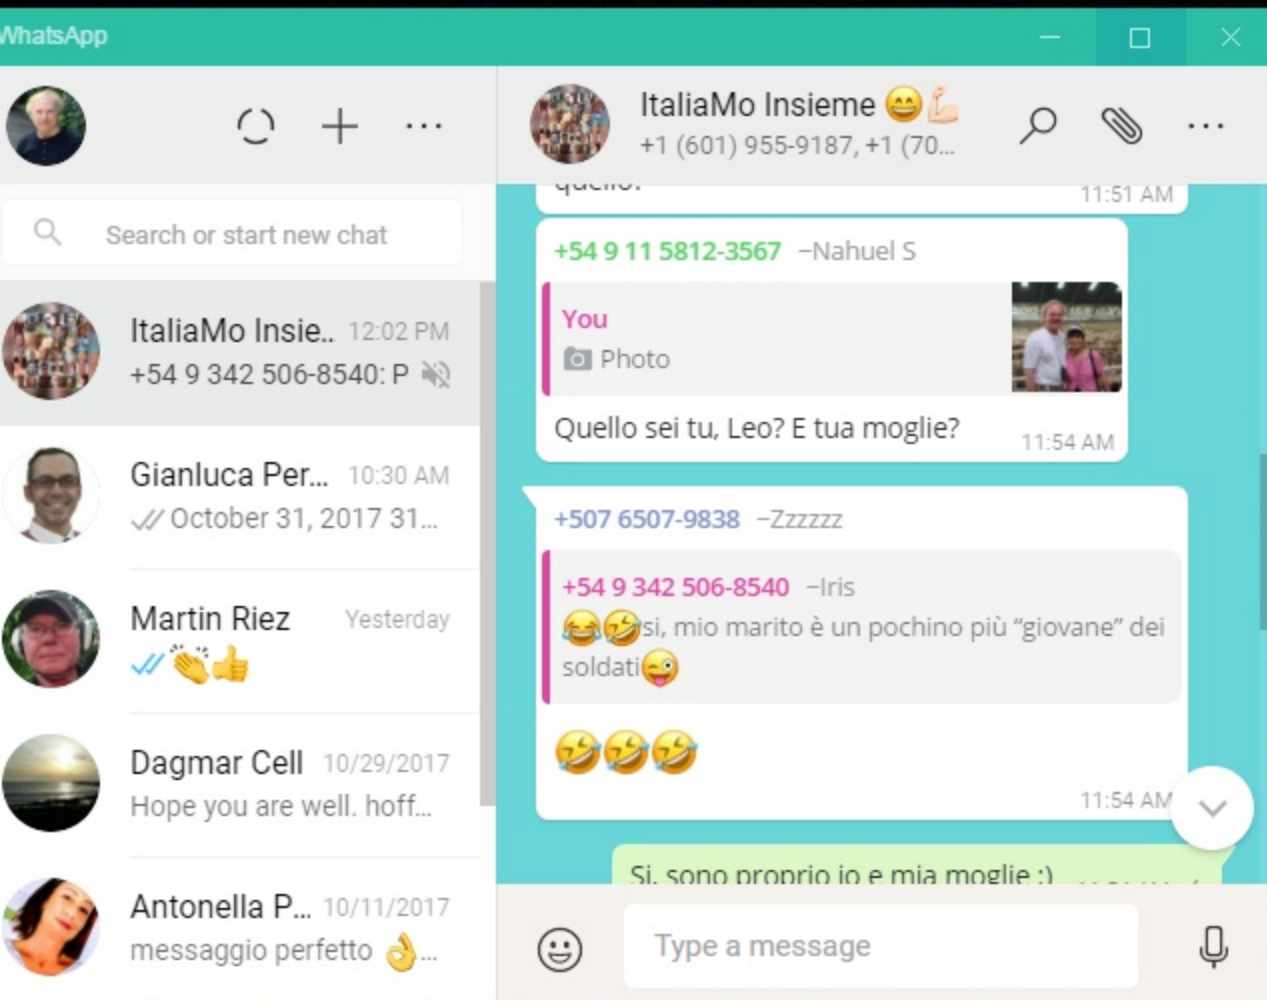 WhatsApp
ItaliaMo Insieme 😄💪🏻
+1 (601) 955-9187, +1 (70...
Search or start new chat
ItaliaMo Insie.. 12:02 PM
+54 9 342 506-8540: P
Gianluca Per... 10:30 AM
October 31, 2017 31...
Martin Riez Yesterday
👏👍
Dagmar Cell 10/29/2017
Hope you are well. hoff...
Antonella P... 10/11/2017
messaggio perfetto 👌...
quello.
11:51 AM
+54 9 11 5812-3567 ~Nahuel S
You
Photo
Quello sei tu, Leo? E tua moglie?
11:54 AM
+507 6507-9838 ~Zzzzzz
+54 9 342 506-8540 ~Iris
😂🤣si, mio marito è un pochino più “giovane” dei
soldati😜
🤣🤣🤣
11:54 AM
Si, sono proprio io e mia moglie :)
Type a message